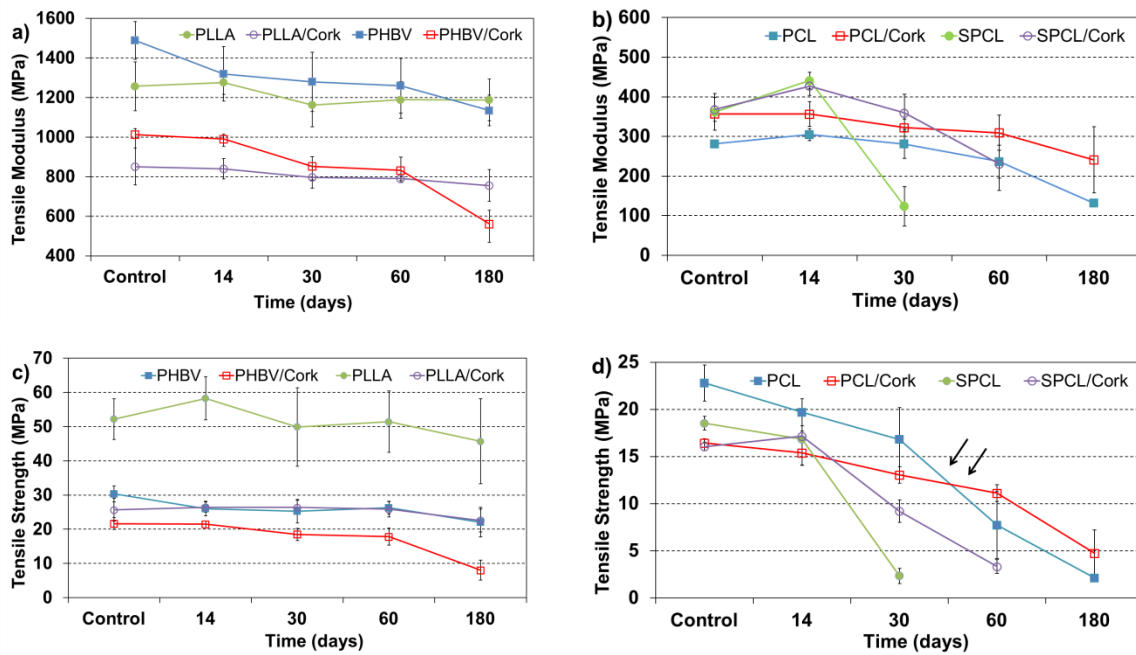 a)
Tensile Modulus (MPa)
1600
1400
1200
1000
800
600
400
PLLA PLLA/Cork PHBV PHBV/Cork
Control 14 30 60 180
Time (days)
b)
Tensile Modulus (MPa)
600
500
400
300
200
100
0
PCL PCL/Cork SPCL SPCL/Cork
Control 14 30 60 180
Time (days)
c)
Tensile Strength (MPa)
70
60
50
40
30
20
10
0
PHBV PHBV/Cork PLLA PLLA/Cork
Control 14 30 60 180
Time (days)
d)
Tensile Strength (MPa)
25
20
15
10
5
0
PCL PCL/Cork SPCL SPCL/Cork
Control 14 30 60 180
Time (days)